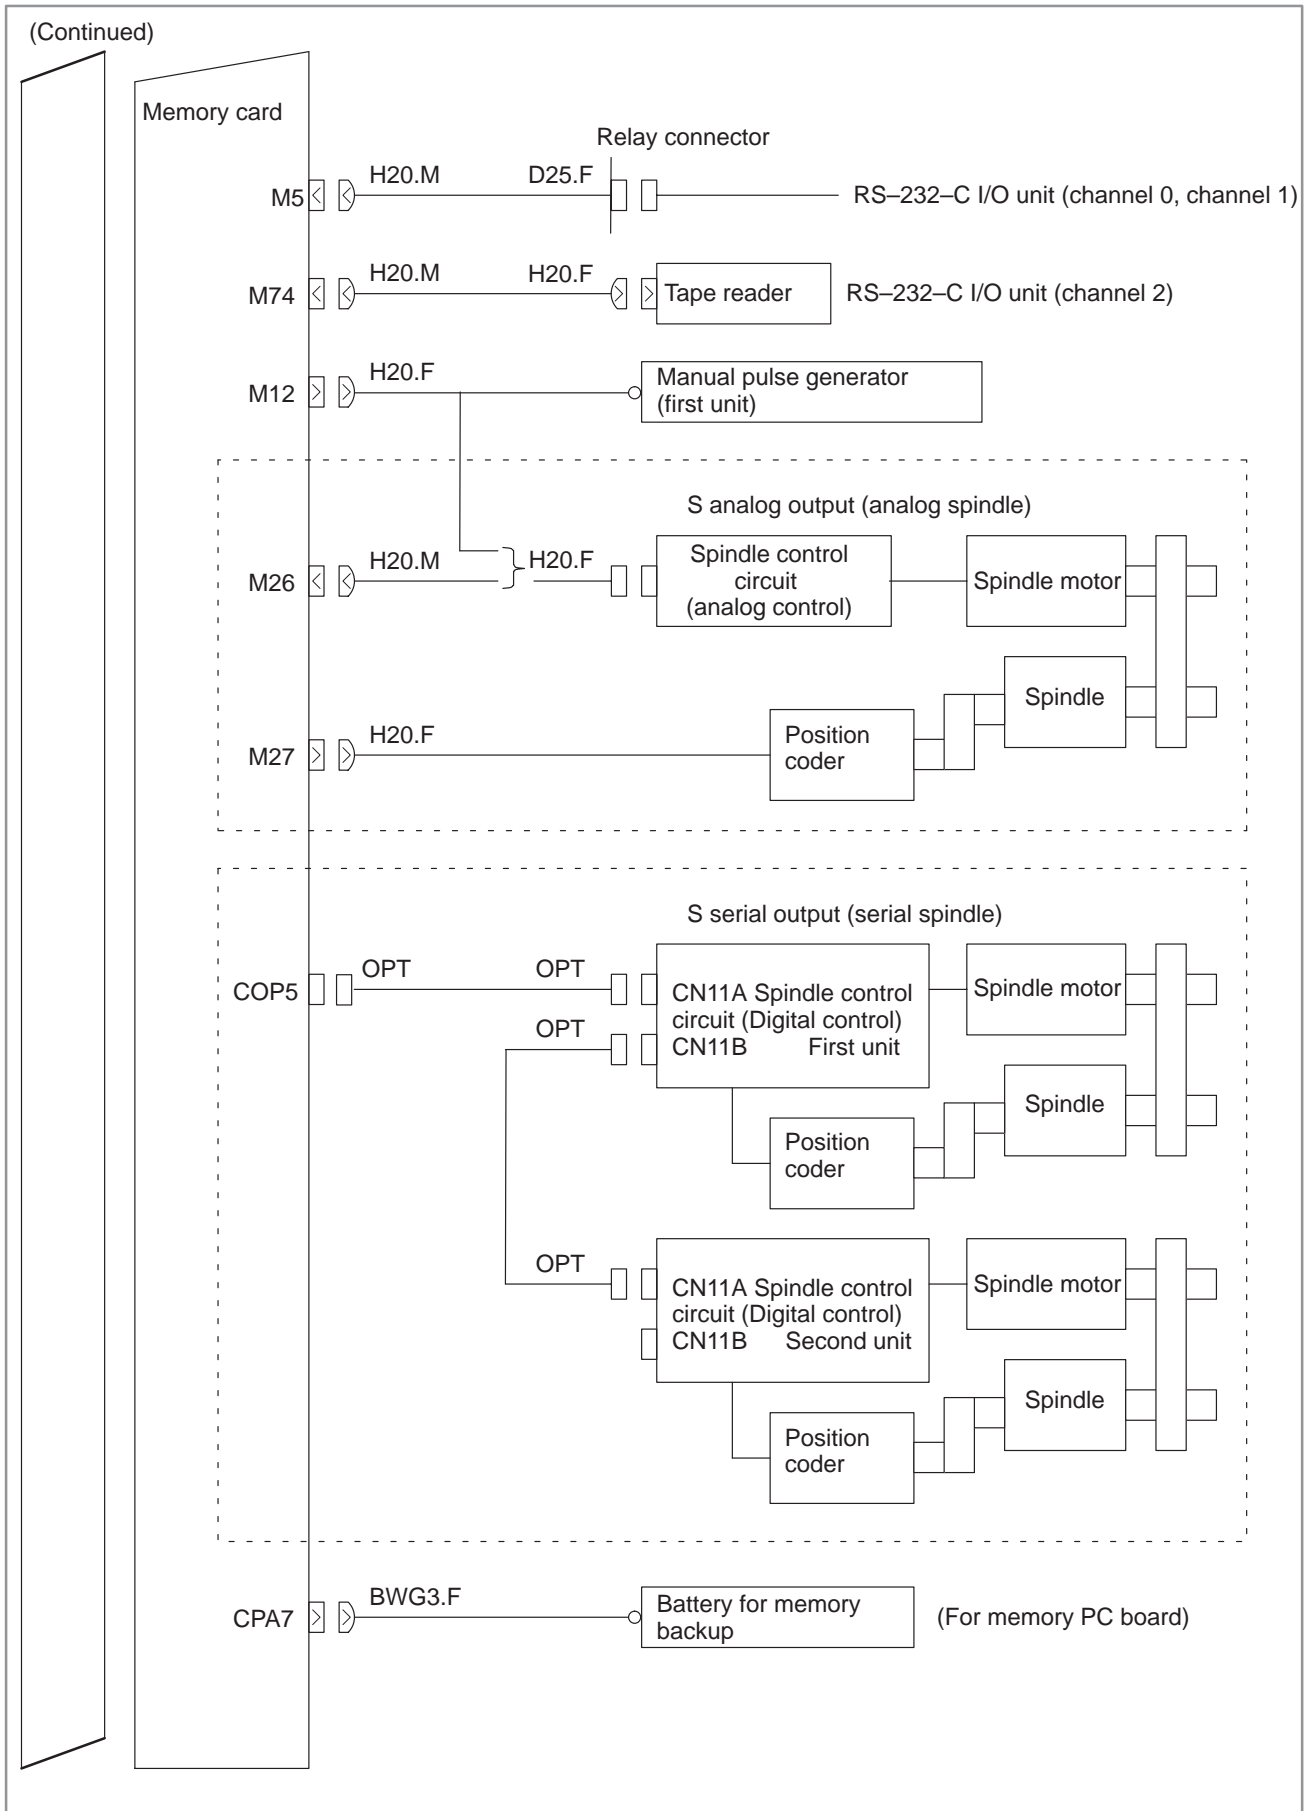 (Continued)
Memory card
Relay connector
M5
H20.M
D25.F
RS–232–C I/O unit (channel 0, channel 1)
M74
H20.M
H20.F
Tape reader
RS–232–C I/O unit (channel 2)
M12
H20.F
Manual pulse generator
(first unit)
S analog output (analog spindle)
M26
H20.M
H20.F
Spindle control
circuit
(analog control)
Spindle motor
Spindle
M27
H20.F
Position
coder
S serial output (serial spindle)
COP5
OPT
OPT
OPT
CN11A Spindle control
circuit (Digital control)
CN11B First unit
Spindle motor
Spindle
Position
coder
OPT
CN11A Spindle control
circuit (Digital control)
CN11B Second unit
Spindle motor
Spindle
Position
coder
CPA7
BWG3.F
Battery for memory
backup
(For memory PC board)